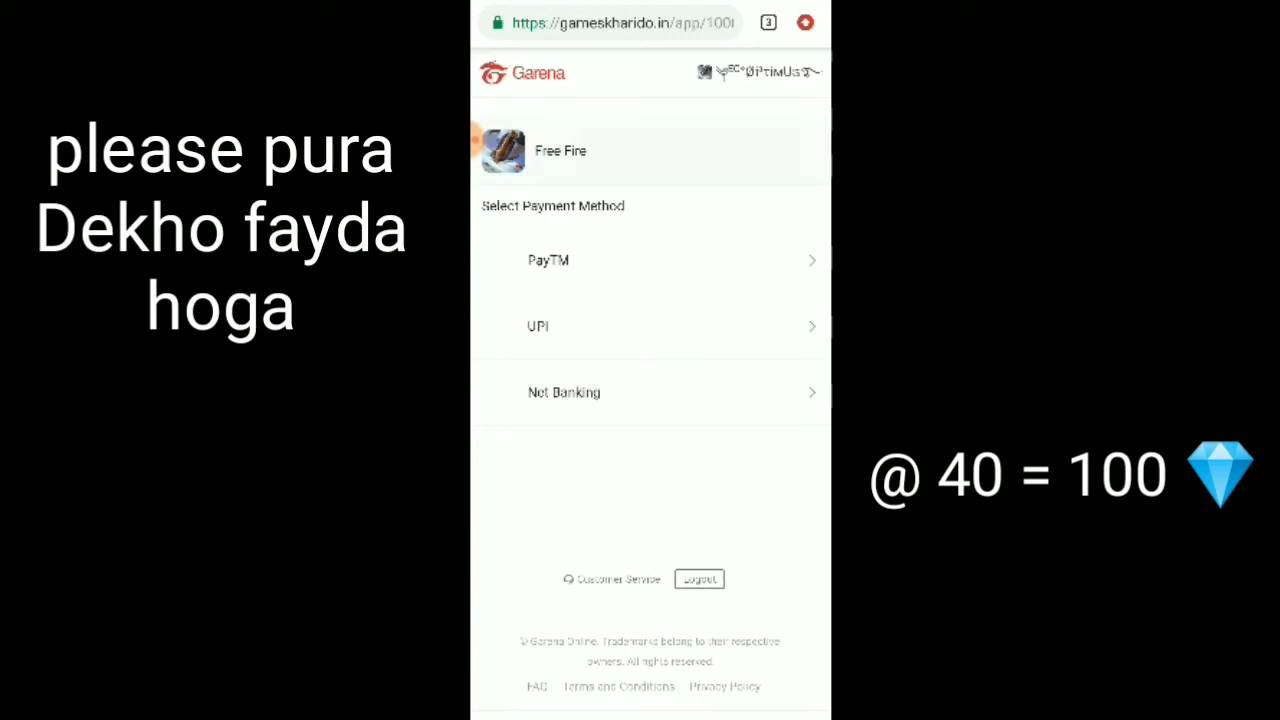 please pura
Dekho fayda
hoga
https://gameskharido.in/app/100
3
Garena
Free Fire
Select Payment Method
PayTM
UPI
Net Banking
@ 40 = 100 💎
Customer Service
Logout
© Garena Online. Trademarks belong to their respective
owners. All rights reserved.
FAQ Terms and Conditions Privacy Policy